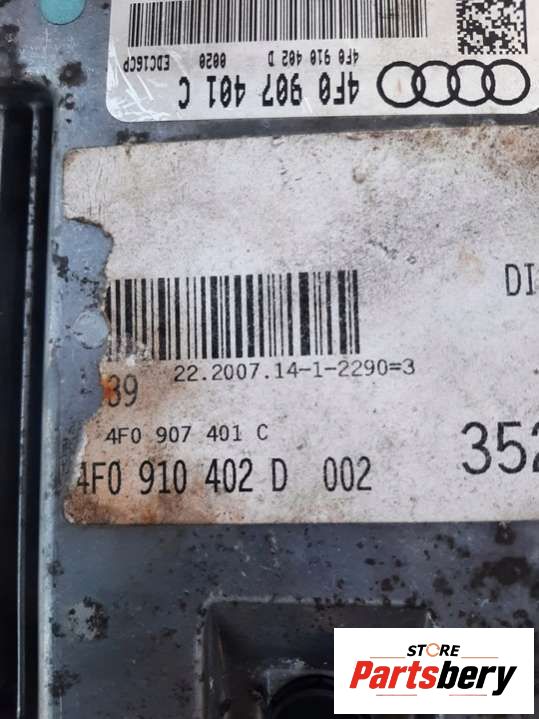 4F0 907 401 C
4F0 910 402 D 0020 EDC16CP
DI
22.2007.14-1-2290=3
39
4F0 907 401 C
4F0 910 402 D 002
352
STORE
Partsbery